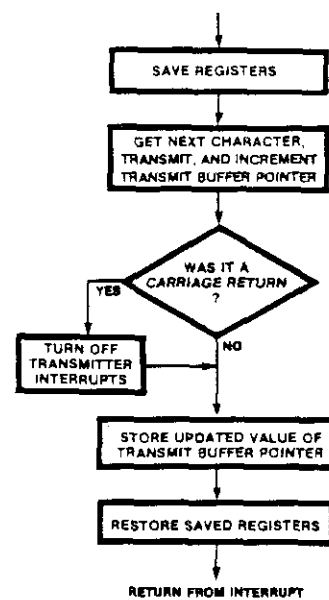 SAVE REGISTERS
GET NEXT CHARACTER,
TRANSMIT, AND INCREMENT
TRANSMIT BUFFER POINTER
WAS IT A
CARRIAGE RETURN
?
YES
NO
TURN OFF
TRANSMITTER
INTERRUPTS
STORE UPDATED VALUE OF
TRANSMIT BUFFER POINTER
RESTORE SAVED REGISTERS
RETURN FROM INTERRUPT